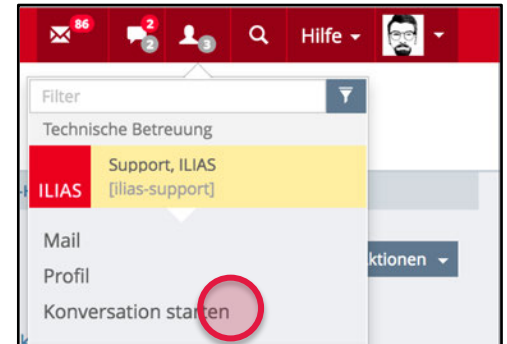 86 2 2 3 Hilfe
Filter
Technische Betreuung
ILIAS Support, ILIAS
[ilias-support]
Mail
ktionen
Profil
Konversation starten